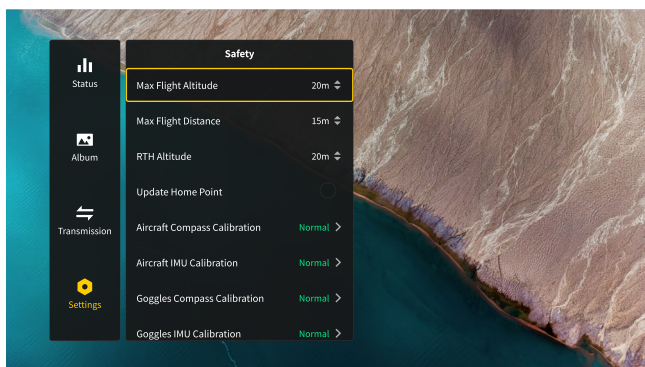 Safety
Status
Album
Transmission
Settings
Max Flight Altitude 20m
Max Flight Distance 15m
RTH Altitude 20m
Update Home Point
Aircraft Compass Calibration Normal
Aircraft IMU Calibration Normal
Goggles Compass Calibration Normal
Goggles IMU Calibration Normal